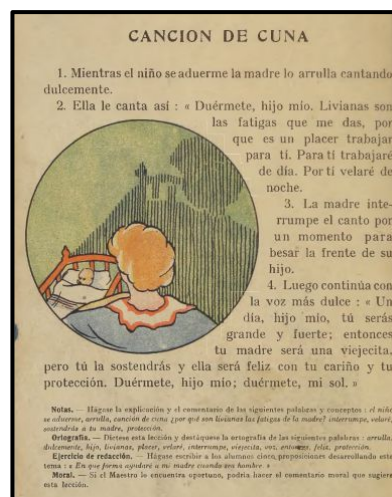 CANCION DE CUNA
1. Mientras el niño se aduerme la madre lo arrulla cantando
dulcemente.
2. Ella le canta así : « Duérmete, hijo mío. Livianas son
las fatigas que me das, por
que es un placer trabajar
para tí. Para tí trabajaré
de día. Por tí velaré de
noche.
3. La madre inte-
rrumpe el canto por
un momento para
besar la frente de su
hijo.
4. Luego continúa con
la voz más dulce : « Un
día, hijo mío, tú serás
grande y fuerte; entonces
tu madre será una viejecita,
pero tú la sostendrás y ella será feliz con tu cariño y tu
protección. Duérmete, hijo mío; duérmete, mi sol. »
Notas. — Hágase la explicación y el comentario de las siguientes palabras y conceptos : el niño
se aduerme, arrulla, canción de cuna ¿por qué son livianas las fatigas de la madre? interrumpe, velaré,
sostendrás a tu madre, protección.
Ortografía. — Díctese esta lección y destáquese la ortografía de las siguientes palabras : arrulla,
dulcemente, hijo, livianas, placer, velaré, interrumpe, viejecita, voz, entonces, feliz, protección.
Ejercicio de redacción. — Hágase escribir a los alumnos cinco proposiciones desarrollando este
tema : « En que forma ayudaré a mi madre cuando sea hombre. »
Moral. — Si el Maestro lo encuentra oportuno, podría hacer el comentario moral que sugiere
esta lección.